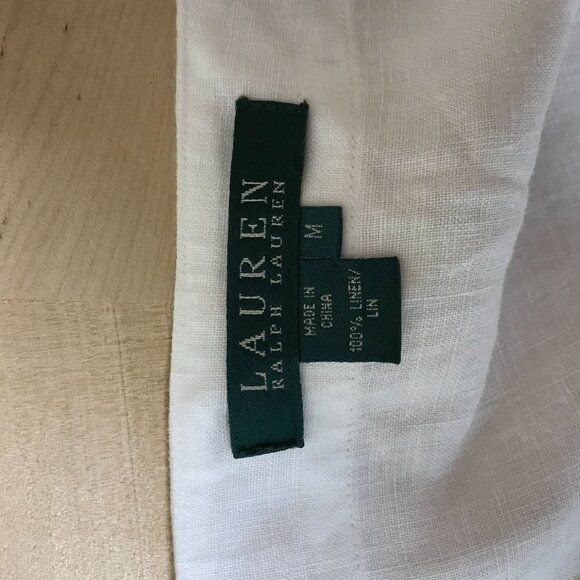 LAUREN
RALPH LAUREN
M
MADE IN
CHINA
100% LINEN/
LIN